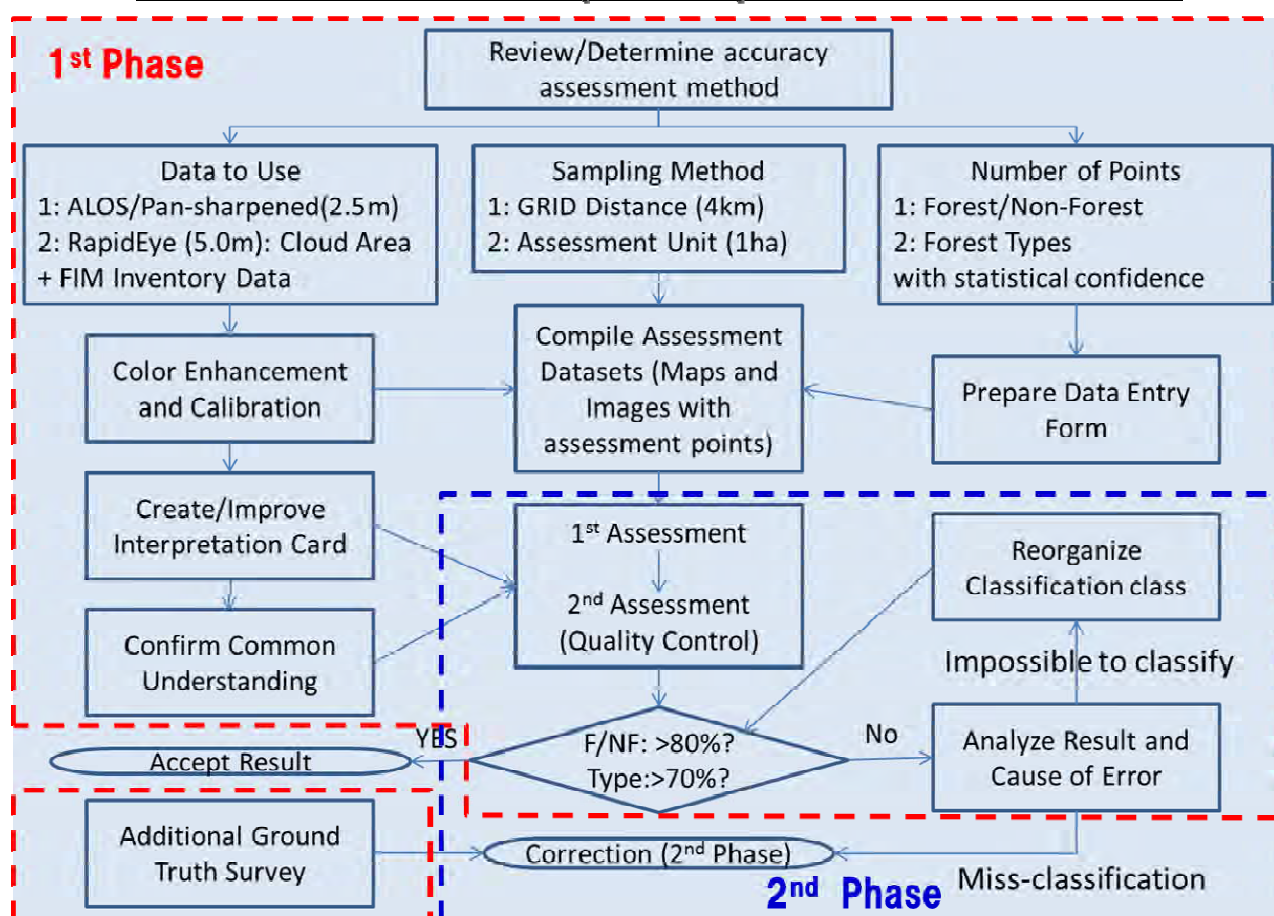 1st Phase
Review/Determine accuracy
assessment method
Data to Use
1: ALOS/Pan-sharpened(2.5m)
2: RapidEye (5.0m): Cloud Area
+ FIM Inventory Data
Sampling Method
1: GRID Distance (4km)
2: Assessment Unit (1ha)
Number of Points
1: Forest/Non-Forest
2: Forest Types
with statistical confidence
Color Enhancement
and Calibration
Compile Assessment
Datasets (Maps and
Images with
assessment points)
Prepare Data Entry
Form
Create/Improve
Interpretation Card
1st Assessment
2nd Assessment
(Quality Control)
Reorganize
Classification class
Confirm Common
Understanding
Impossible to classify
YES
F/NF: >80%?
Type:>70%?
No
Analyze Result and
Cause of Error
Accept Result
Additional Ground
Truth Survey
Correction (2nd Phase)
Miss-classification
2nd Phase